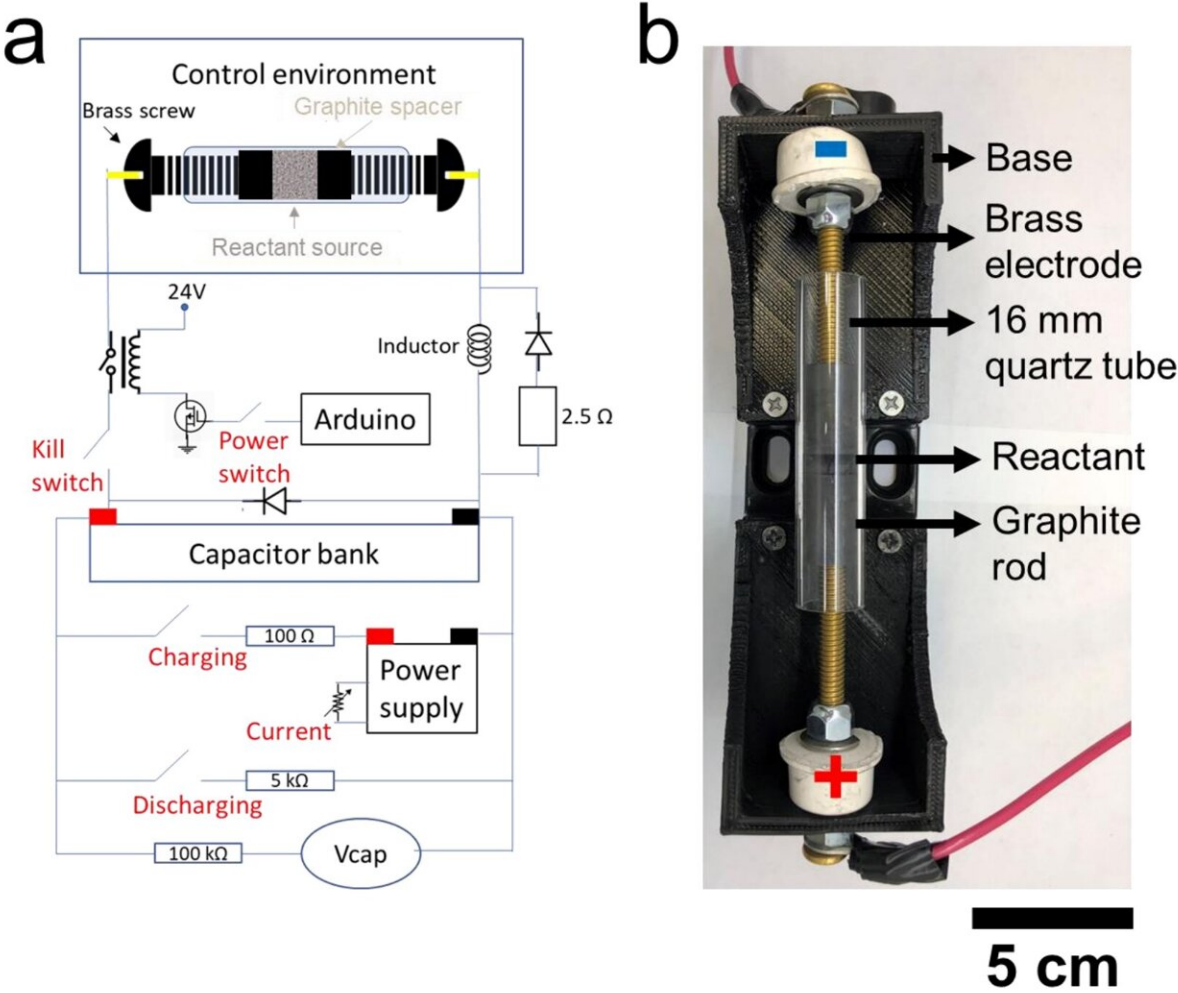 a
Control environment
Brass screw
Graphite spacer
Reactant source
24V
Inductor
2.5 Ω
Arduino
Kill
switch
Power
switch
Capacitor bank
100 Ω
Charging
Power
supply
Current
5 kΩ
Discharging
100 kΩ
Vcap
b
Base
Brass
electrode
16 mm
quartz tube
Reactant
Graphite
rod
5 cm